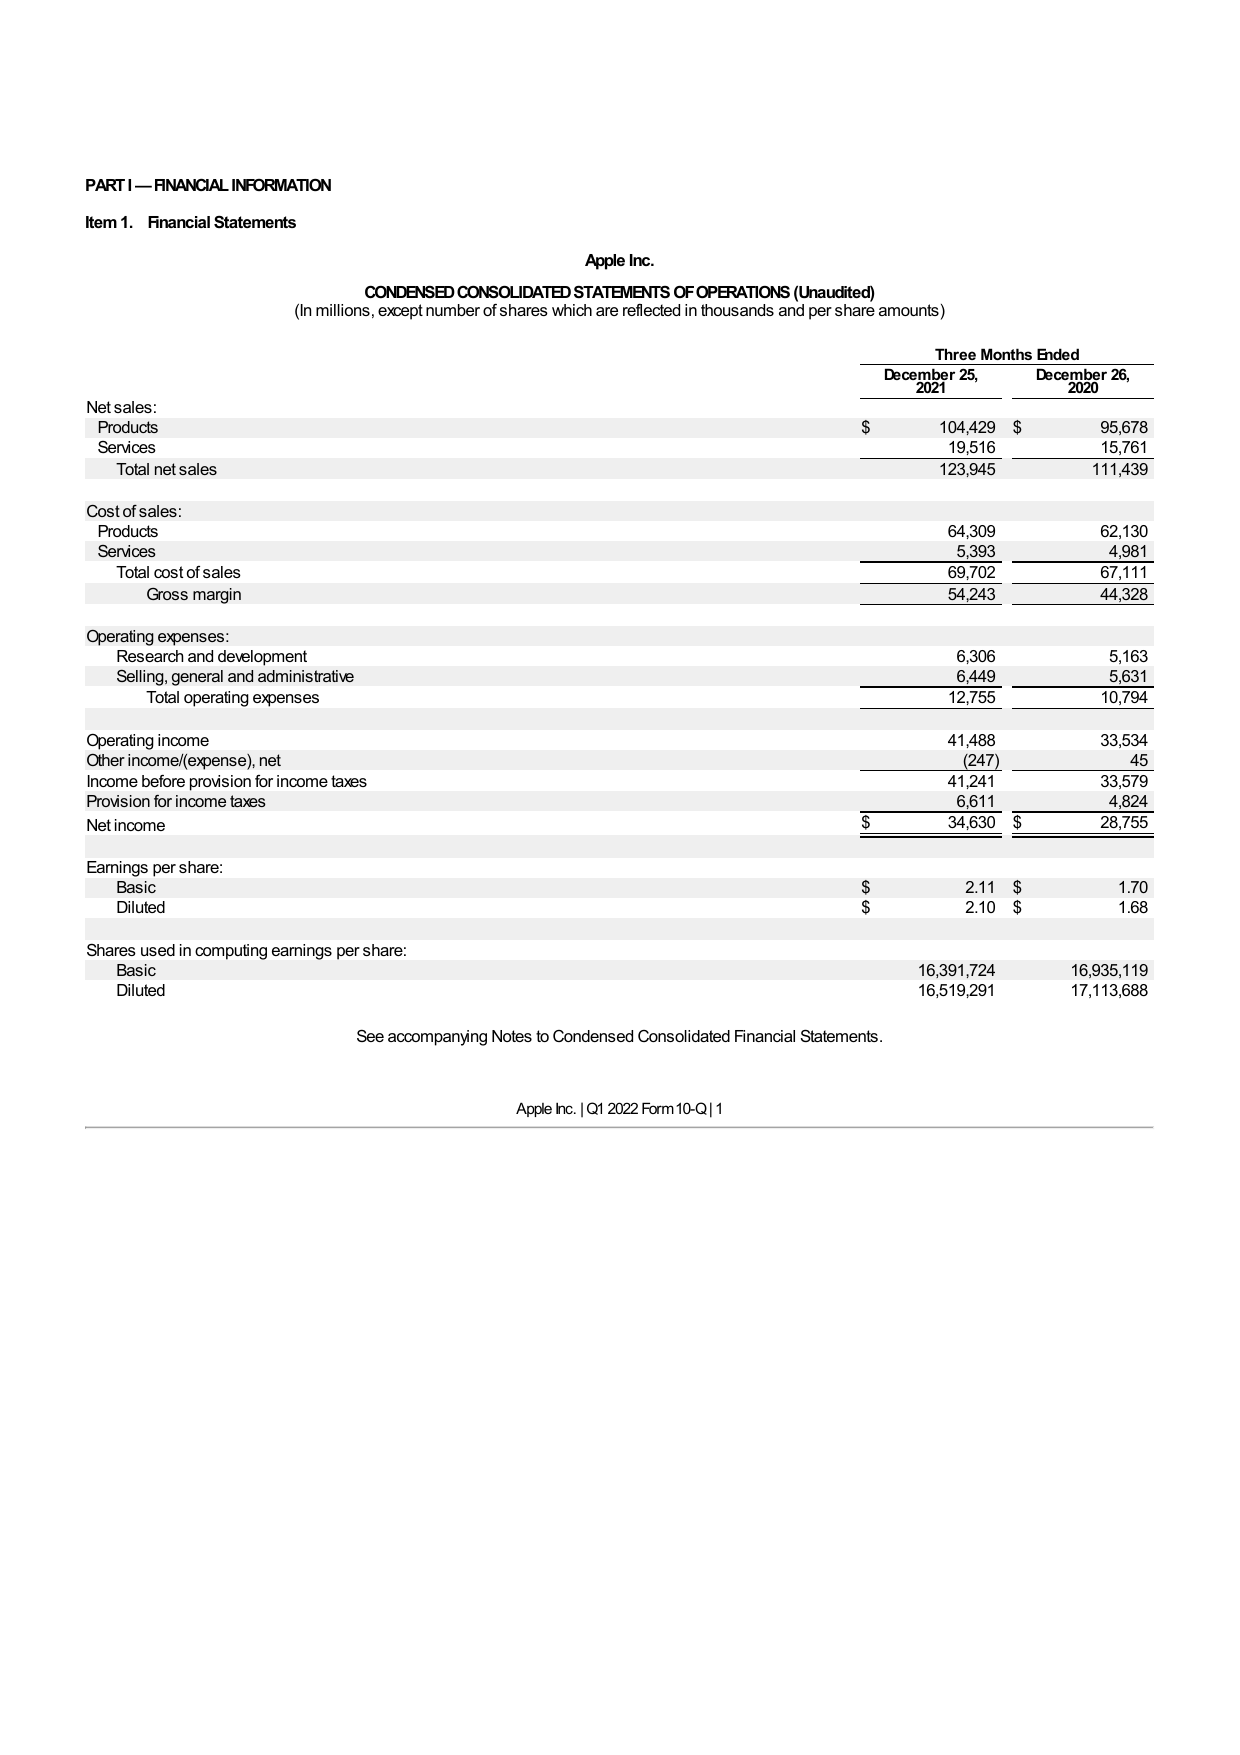 PART I — FINANCIAL INFORMATION
Item 1. Financial Statements
Apple Inc.
CONDENSED CONSOLIDATED STATEMENTS OF OPERATIONS (Unaudited)
(In millions, except number of shares which are reflected in thousands and per share amounts)
Three Months Ended
December 25, 2021 December 26, 2020
Net sales:
Products $ 104,429 $ 95,678
Services 19,516 15,761
Total net sales 123,945 111,439
Cost of sales:
Products 64,309 62,130
Services 5,393 4,981
Total cost of sales 69,702 67,111
Gross margin 54,243 44,328
Operating expenses:
Research and development 6,306 5,163
Selling, general and administrative 6,449 5,631
Total operating expenses 12,755 10,794
Operating income 41,488 33,534
Other income/(expense), net (247) 45
Income before provision for income taxes 41,241 33,579
Provision for income taxes 6,611 4,824
Net income $ 34,630 $ 28,755
Earnings per share:
Basic $ 2.11 $ 1.70
Diluted $ 2.10 $ 1.68
Shares used in computing earnings per share:
Basic 16,391,724 16,935,119
Diluted 16,519,291 17,113,688
See accompanying Notes to Condensed Consolidated Financial Statements.
Apple Inc. | Q1 2022 Form 10-Q | 1